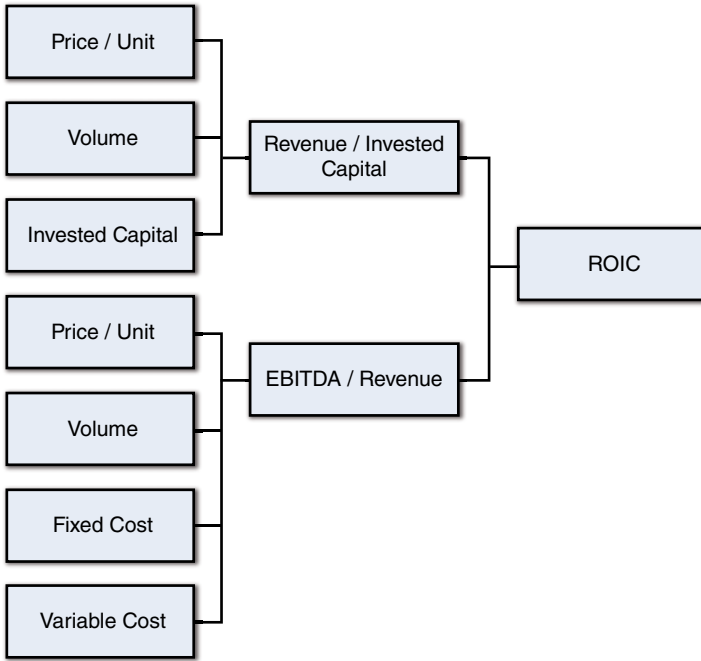 Price / Unit
Volume
Invested Capital
Revenue / Invested
Capital
ROIC
Price / Unit
Volume
Fixed Cost
Variable Cost
EBITDA / Revenue